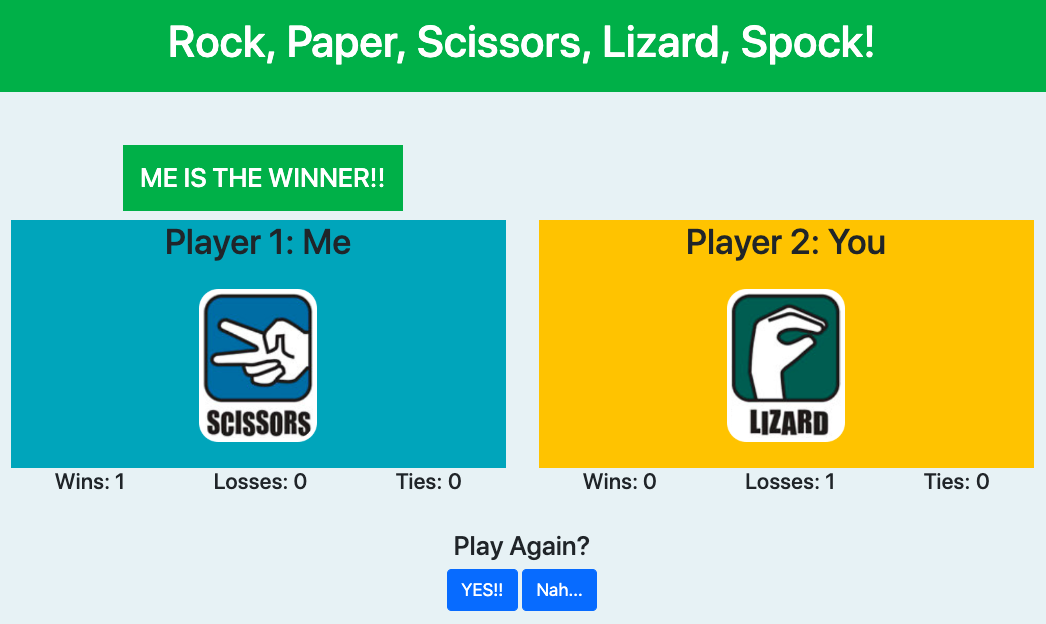 Rock, Paper, Scissors, Lizard, Spock!
ME IS THE WINNER!!
Player 1: Me
SCISSORS
Wins: 1 Losses: 0 Ties: 0
Player 2: You
LIZARD
Wins: 0 Losses: 1 Ties: 0
Play Again?
YES!! Nah...